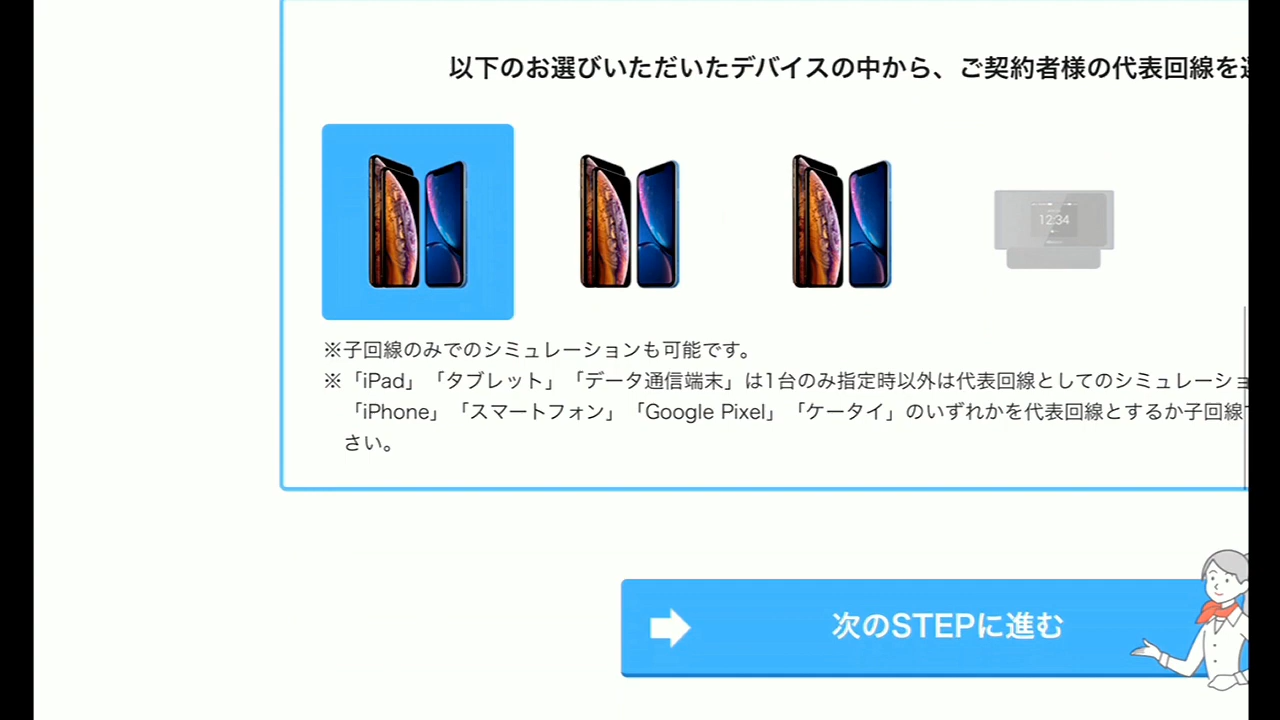 以下のお選びいただいたデバイスの中から、ご契約者様の代表回線を選
12:34
※子回線のみでのシミュレーションも可能です。
※「iPad」「タブレット」「データ通信端末」は1台のみ指定時以外は代表回線としてのシミュレーショ
「iPhone」「スマートフォン」「Google Pixel」「ケータイ」のいずれかを代表回線とするか子回線
さい。
次のSTEPに進む